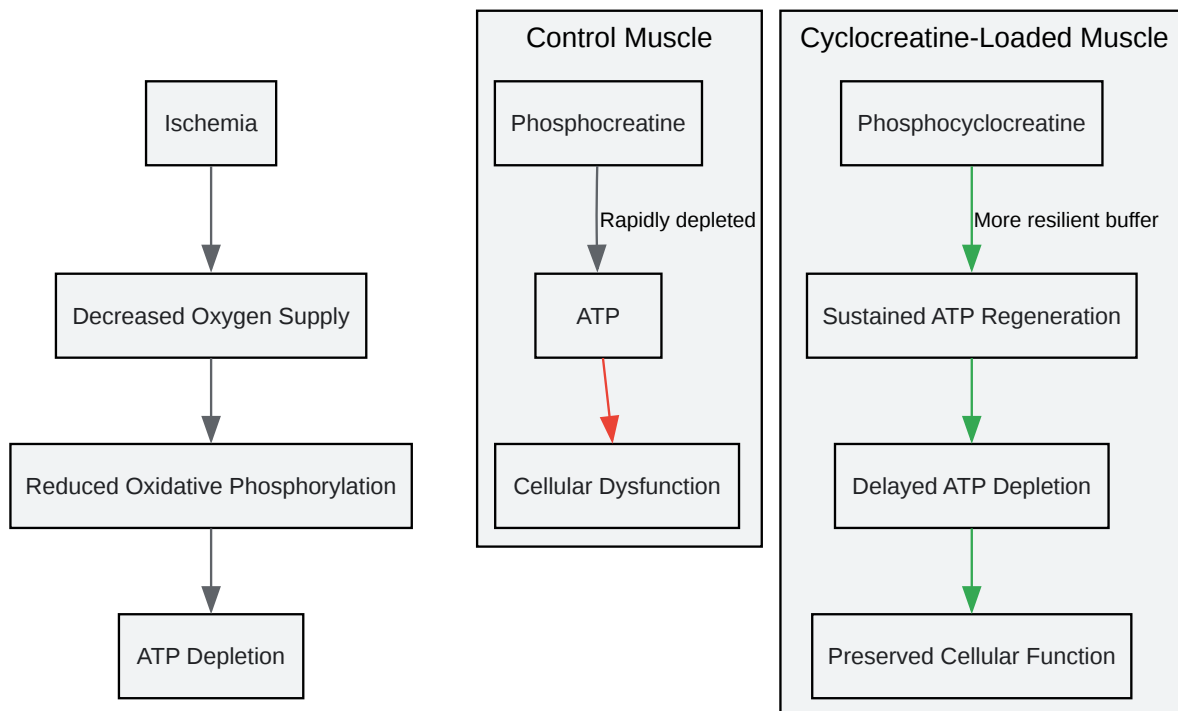 Ischemia
Decreased Oxygen Supply
Reduced Oxidative Phosphorylation
ATP Depletion
Control Muscle
Phosphocreatine
Rapidly depleted
ATP
Cellular Dysfunction
Cyclocreatine-Loaded Muscle
Phosphocyclocreatine
More resilient buffer
Sustained ATP Regeneration
Delayed ATP Depletion
Preserved Cellular Function